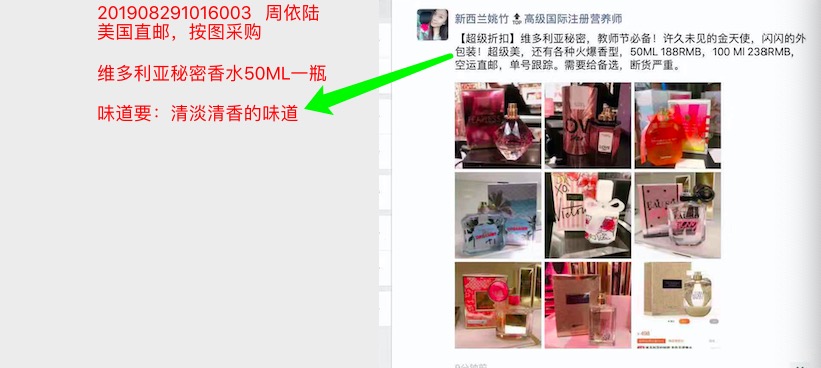 201908291016003 周依陆
美国直邮，按图采购
维多利亚秘密香水50ML一瓶
味道要：清淡清香的味道
新西兰姚竹 高级国际注册营养师
【超级折扣】维多利亚秘密，教师节必备！许久未见的金天使，闪闪的外
包装！超级美，还有各种火爆香型，50ML 188RMB，100 Ml 238RMB，
空运直邮，单号跟踪。需要给备选，断货严重。